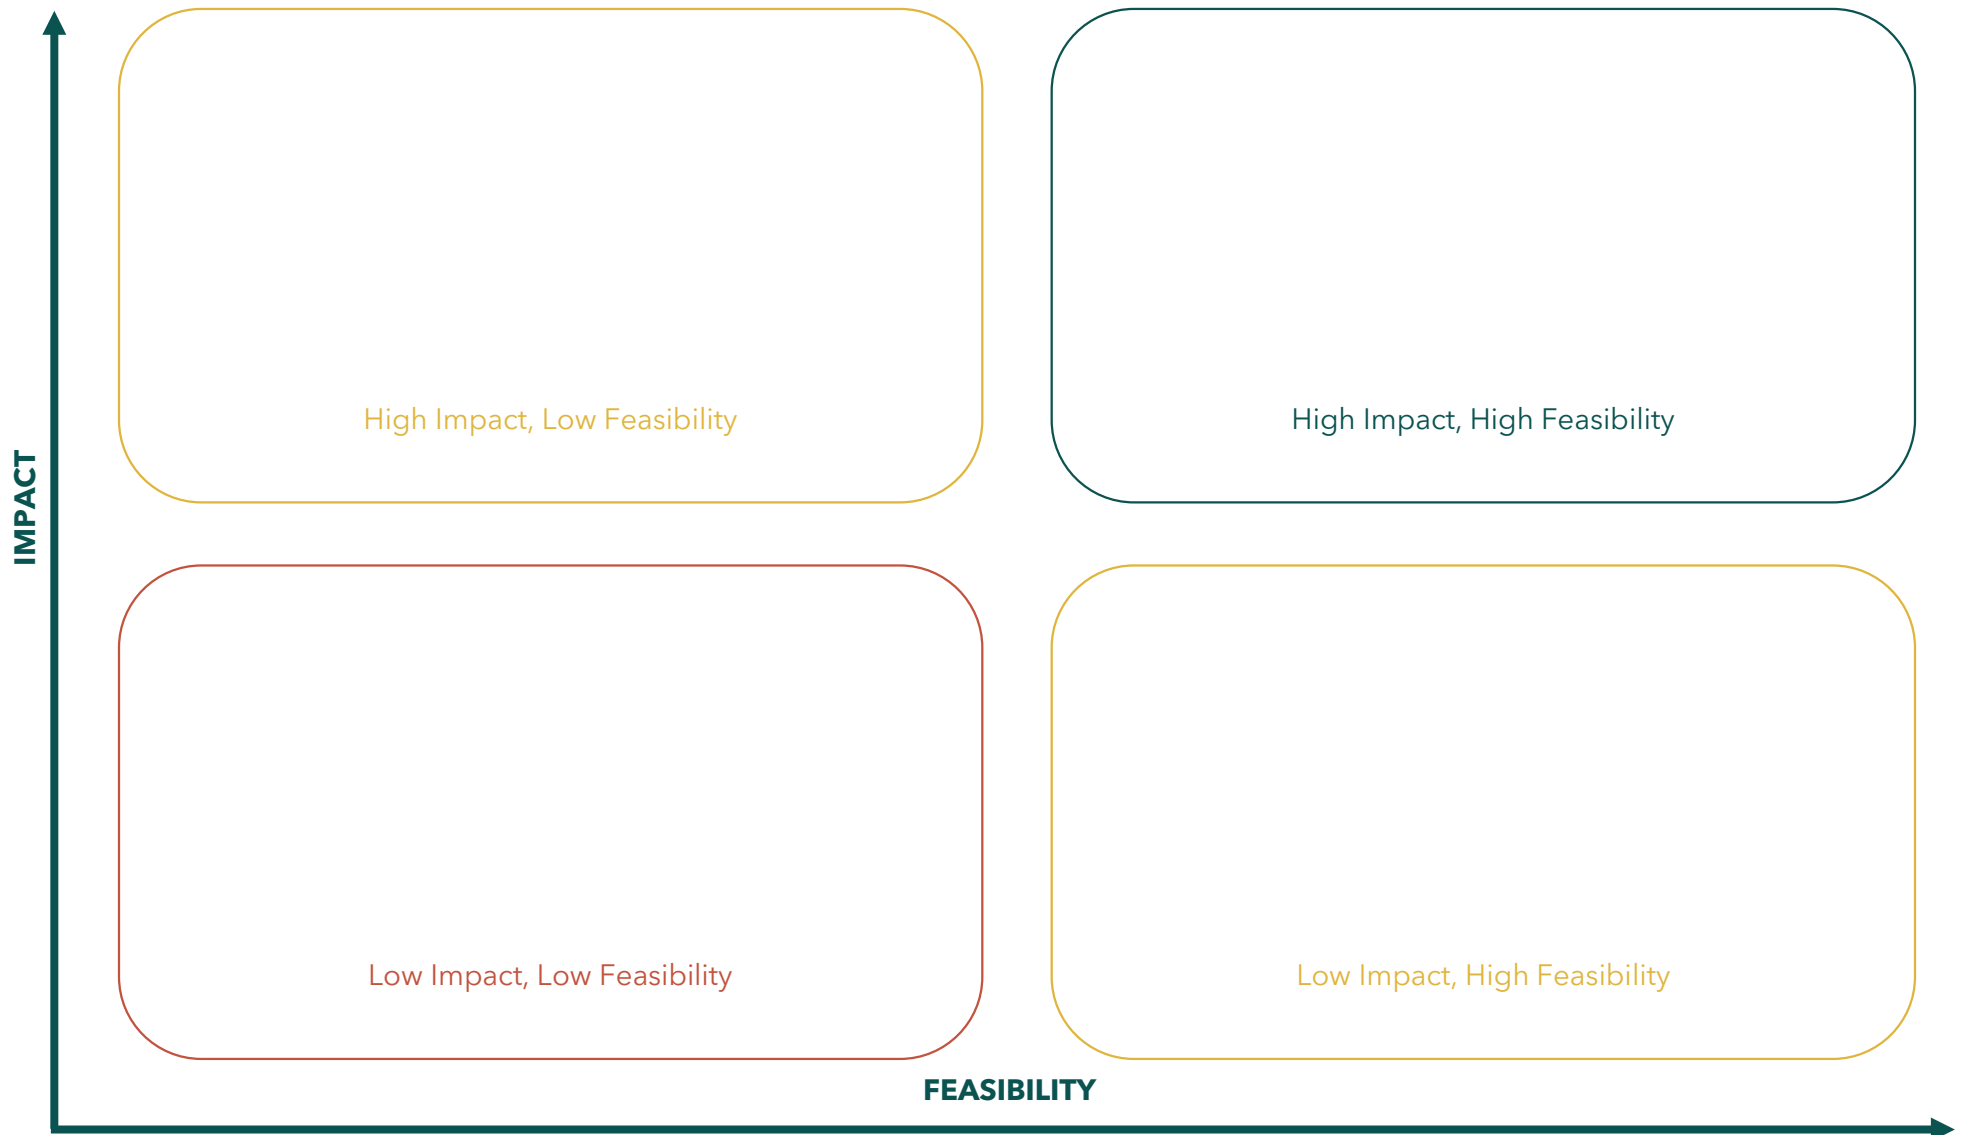 High Impact, Low Feasibility
High Impact, High Feasibility
IMPACT
Low Impact, Low Feasibility
Low Impact, High Feasibility
FEASIBILITY